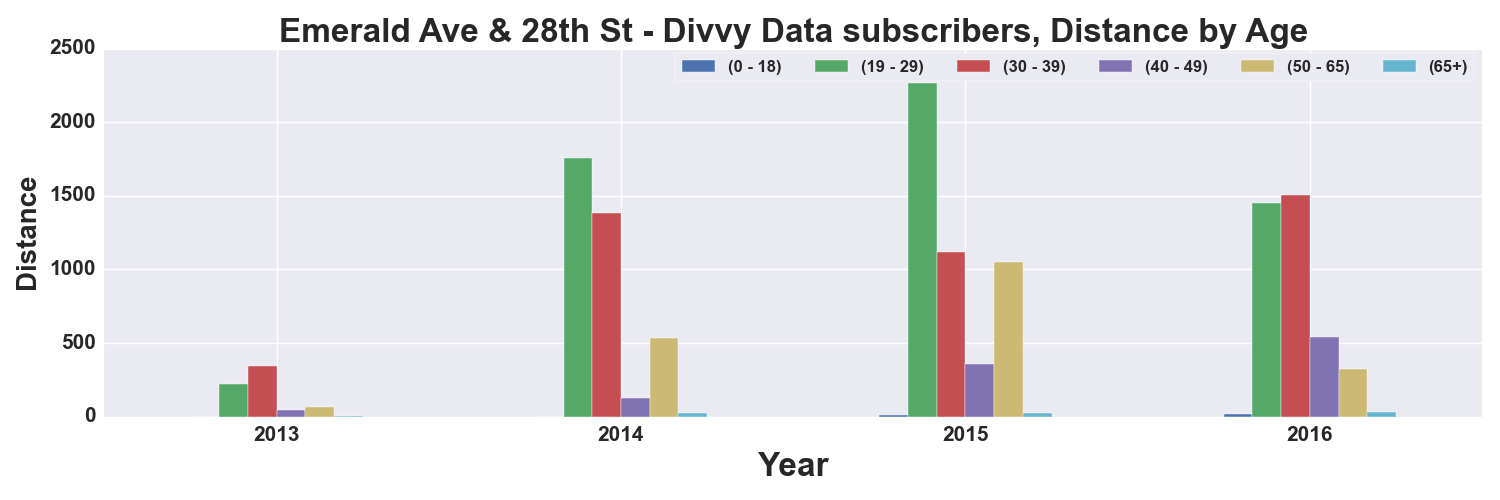 Emerald Ave & 28th St - Divvy Data subscribers, Distance by Age
2500
(0 - 18) (19 - 29) (30 - 39) (40 - 49) (50 - 65) (65+)
2000
1500
1000
500
0
Distance
2013 2014 2015 2016
Year